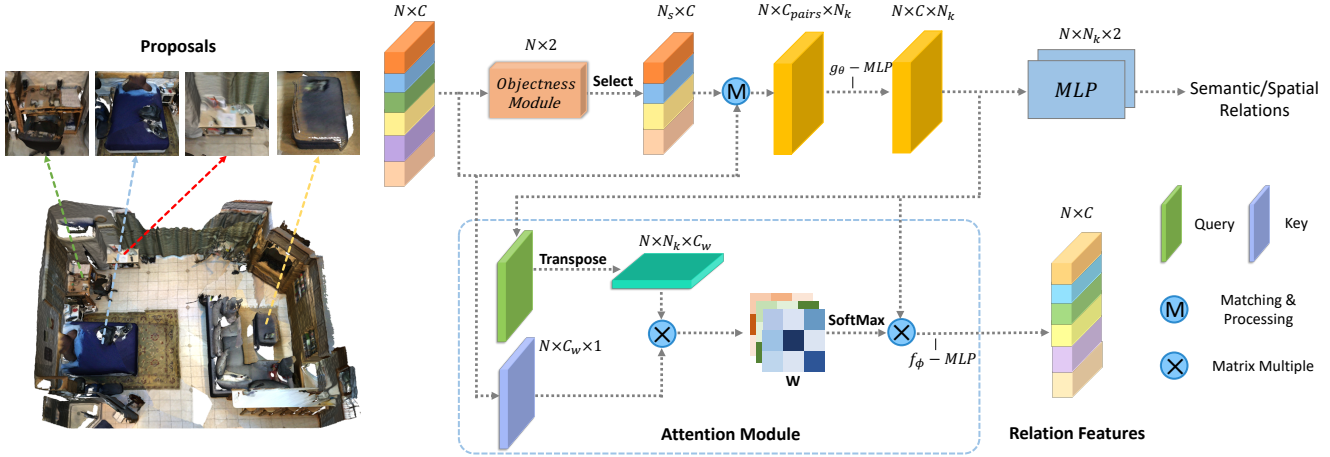 Proposals
N×C
N×2
Objectness
Module
Select
N_s×C
M
N×C_pairs×N_k
g_θ − MLP
N×C×N_k
N×N_k×2
MLP
Semantic/Spatial
Relations
Transpose
N×N_k×C_w
N×C_w×1
×
W
SoftMax
×
f_ϕ − MLP
Attention Module
N×C
Relation Features
Query
Key
M
Matching &
Processing
×
Matrix Multiple